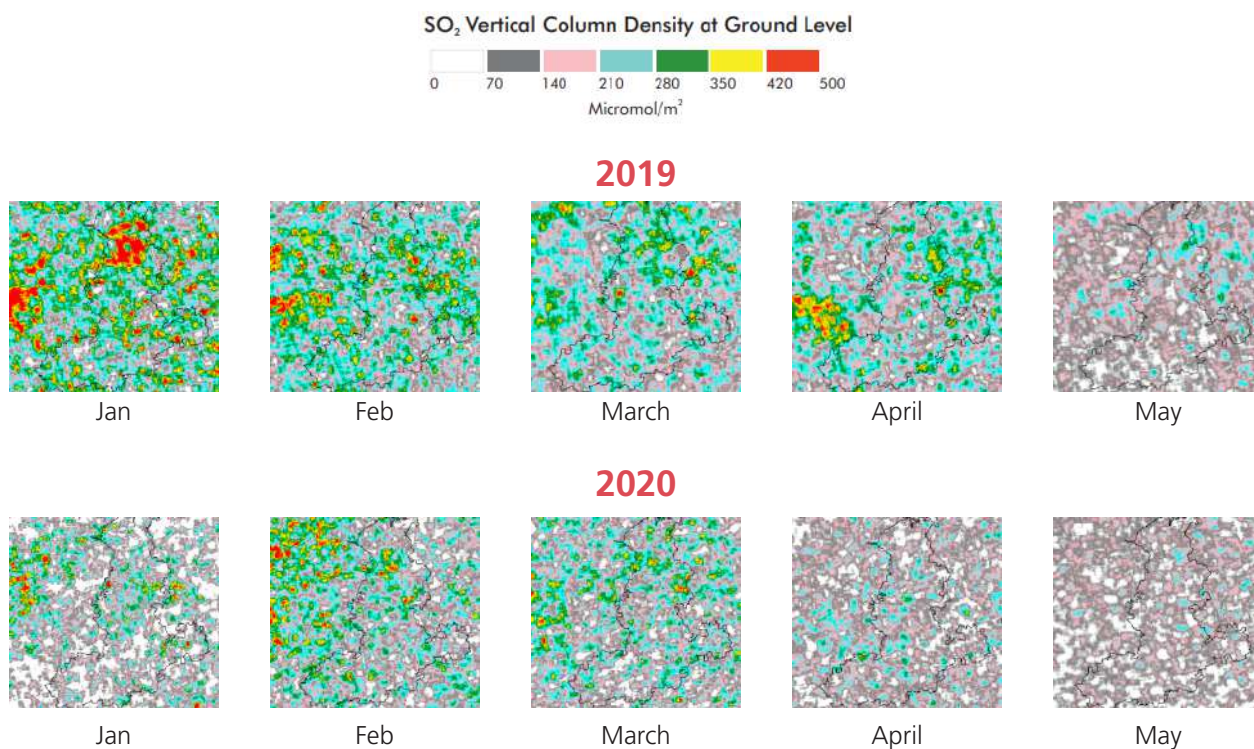 SO₂ Vertical Column Density at Ground Level
0 70 140 210 280 350 420 500
Micromol/m²
2019
Jan Feb March April May
2020
Jan Feb March April May